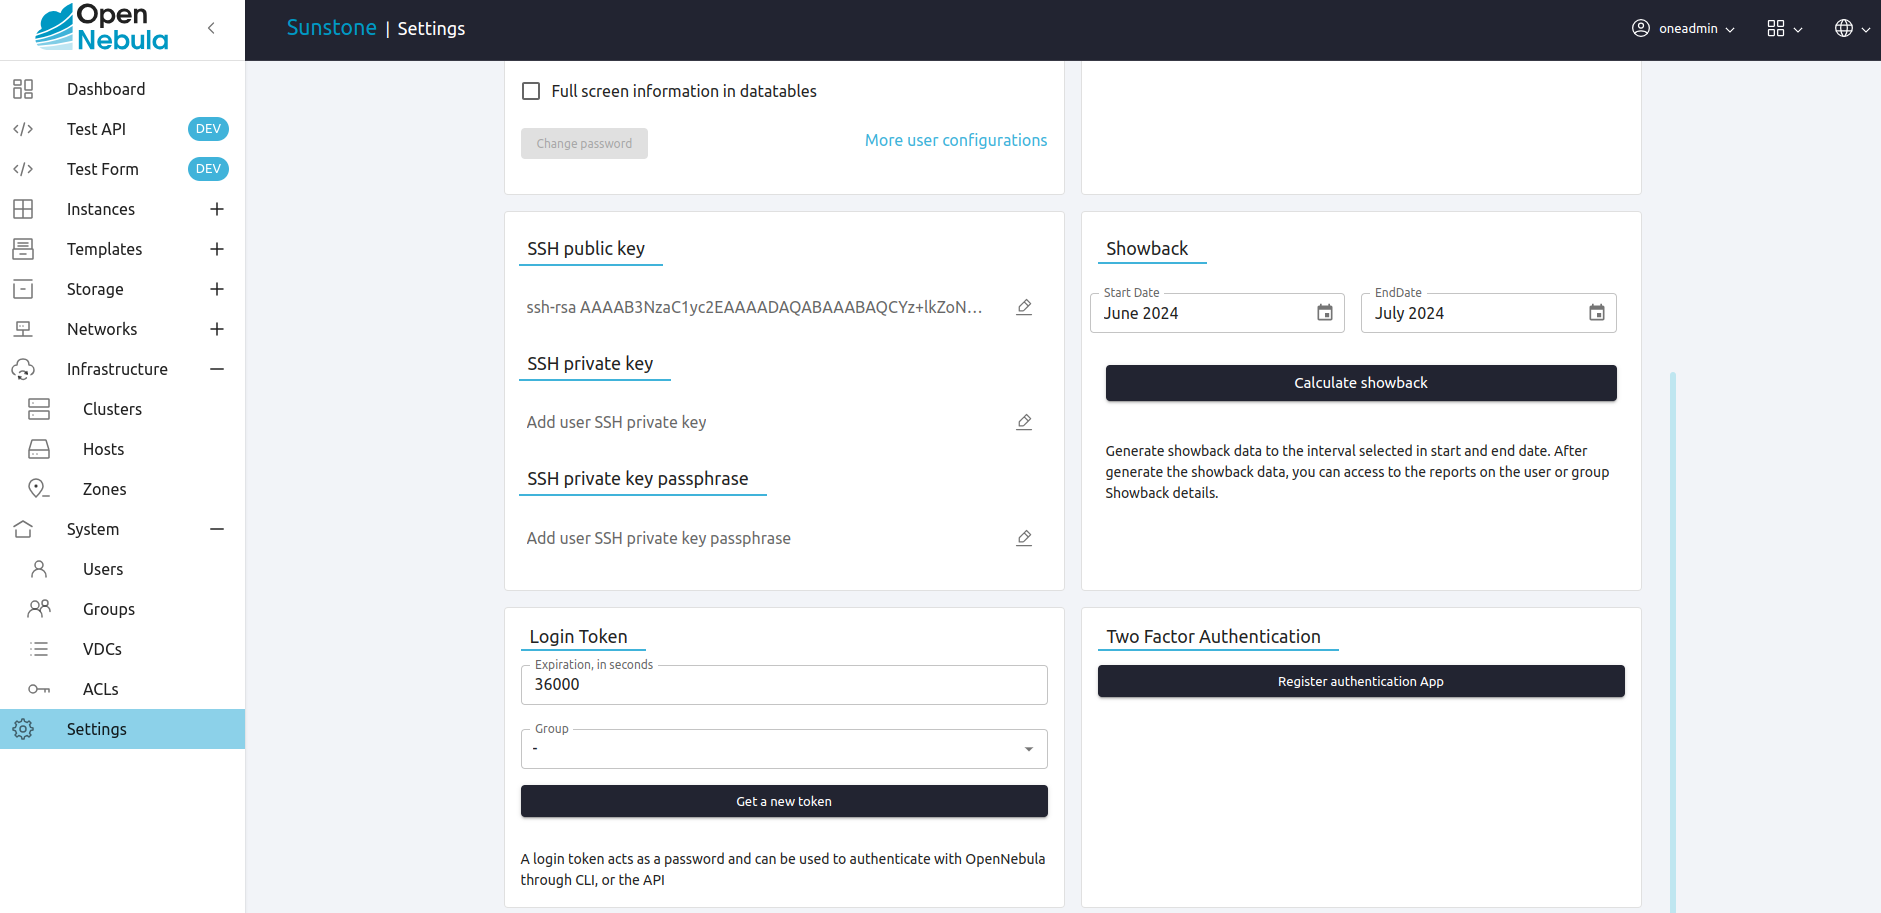 Open
Nebula
Sunstone | Settings
oneadmin
Dashboard
Test API DEV
Test Form DEV
Instances
Templates
Storage
Networks
Infrastructure
Clusters
Hosts
Zones
System
Users
Groups
VDCs
ACLs
Settings
Full screen information in datatables
Change password
More user configurations
SSH public key
ssh-rsa AAAAB3NzaC1yc2EAAAADAQABAAABAQCYz+lkZoN...
SSH private key
Add user SSH private key
SSH private key passphrase
Add user SSH private key passphrase
Showback
Start Date
June 2024
EndDate
July 2024
Calculate showback
Generate showback data to the interval selected in start and end date. After
generate the showback data, you can access to the reports on the user or group
Showback details.
Login Token
Expiration, in seconds
36000
Group
-
Get a new token
A login token acts as a password and can be used to authenticate with OpenNebula
through CLI, or the API
Two Factor Authentication
Register authentication App